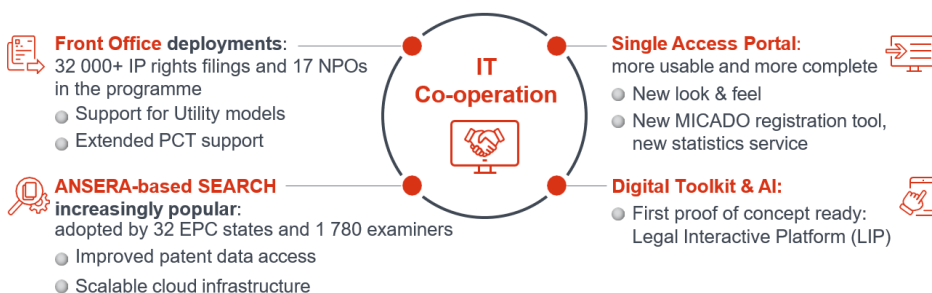 Front Office deployments:
32 000+ IP rights filings and 17 NPOs
in the programme
Support for Utility models
Extended PCT support
ANSERA-based SEARCH
increasingly popular:
adopted by 32 EPC states and 1 780 examiners
Improved patent data access
Scalable cloud infrastructure
IT
Co-operation
Single Access Portal:
more usable and more complete
New look & feel
New MICADO registration tool,
new statistics service
Digital Toolkit & AI:
First proof of concept ready:
Legal Interactive Platform (LIP)